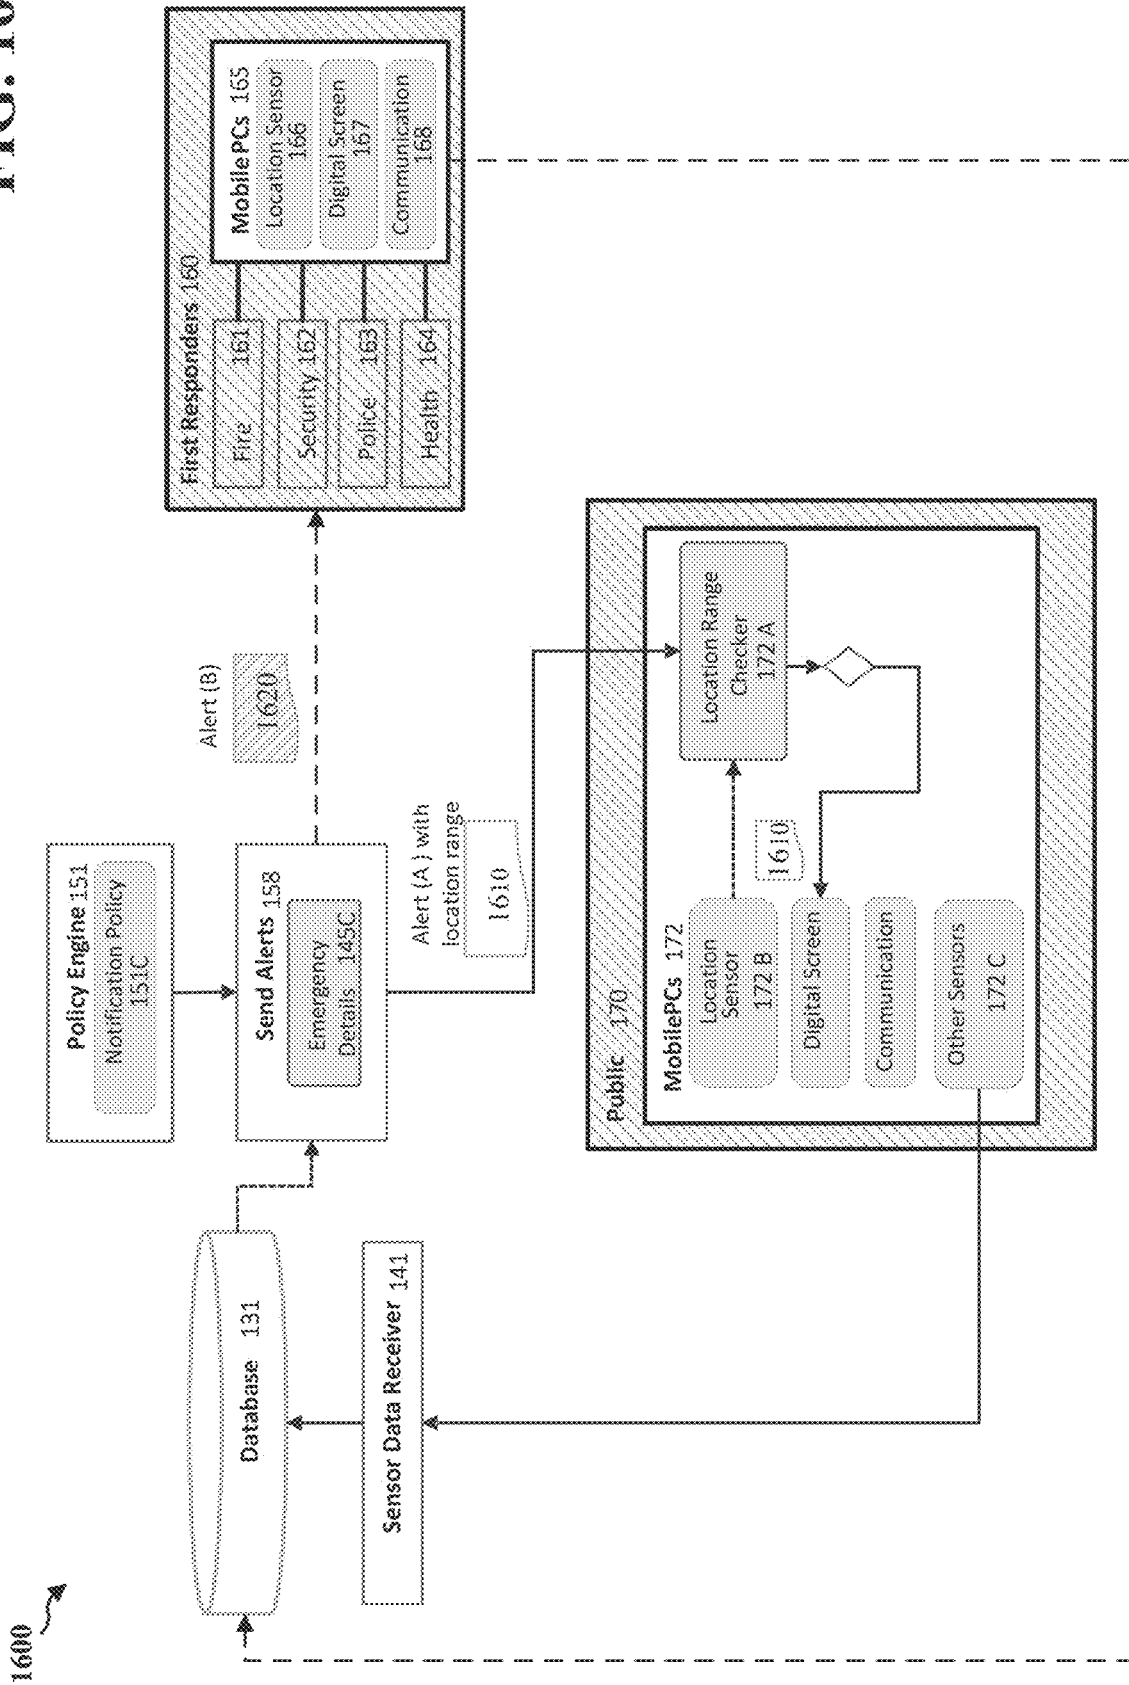 FIG. 16
1600
Policy Engine 151
Notification Policy
151C
Send Alerts 158
Emergency
Details 145C
Database 131
Sensor Data Receiver 141
Alert (B)
1620
Alert (A ) with
location range
1610
First Responders 160
Fire 161
Security 162
Police 163
Health 164
MobilePCs 165
Location Sensor
166
Digital Screen
167
Communication
168
Public 170
MobilePCs 172
Location
Sensor
172 B
Digital Screen
Communication
Other Sensors
172 C
1610
Location Range
Checker
172 A